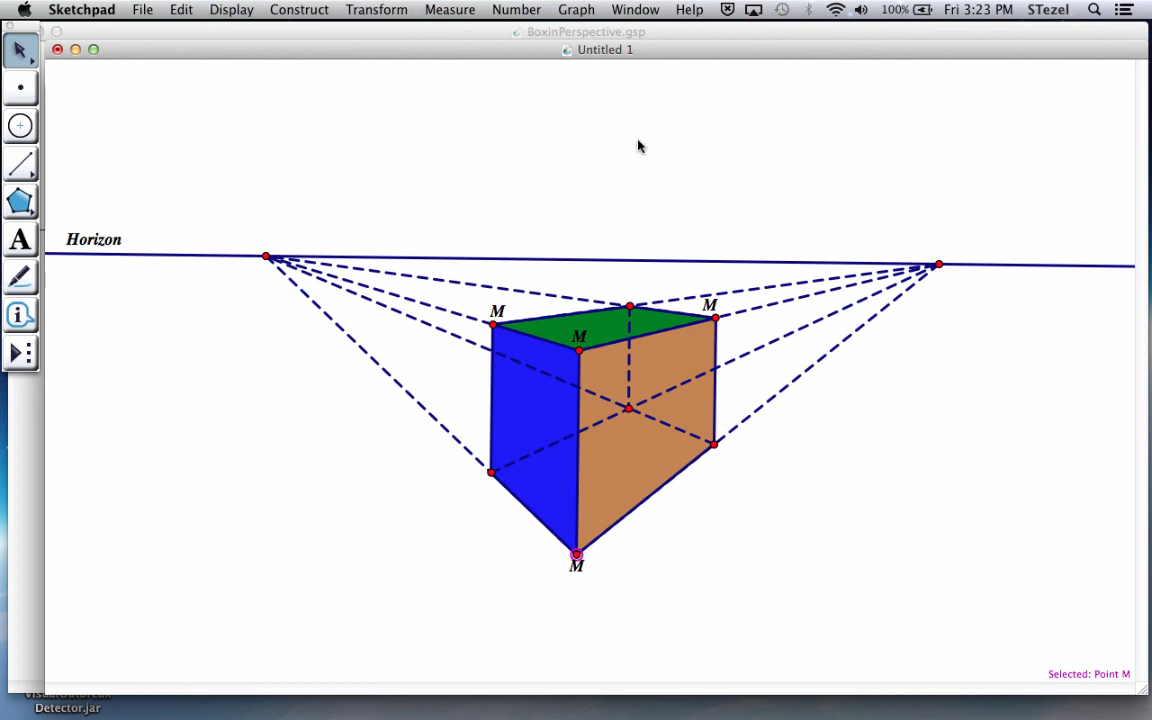 Sketchpad File Edit Display Construct Transform Measure Number Graph Window Help 100% Fri 3:23 PM STezel
BoxinPerspective.gsp
Untitled 1
A
Horizon
M
M
M
M
Selected: Point M
Detector.jar